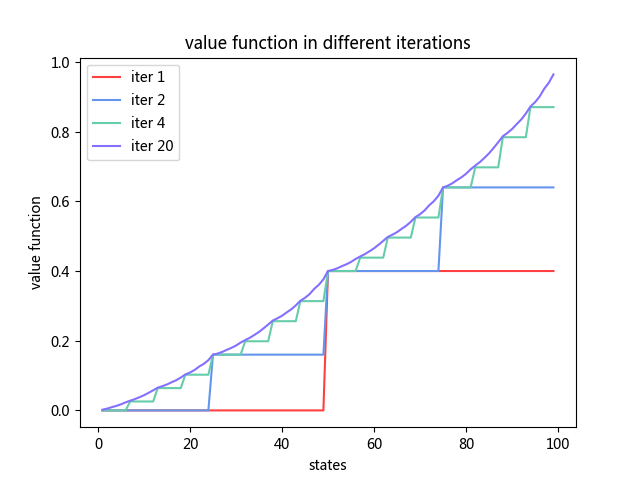 value function in different iterations
iter 1
iter 2
iter 4
iter 20
value function
1.0
0.8
0.6
0.4
0.2
0.0
0 20 40 60 80 100
states